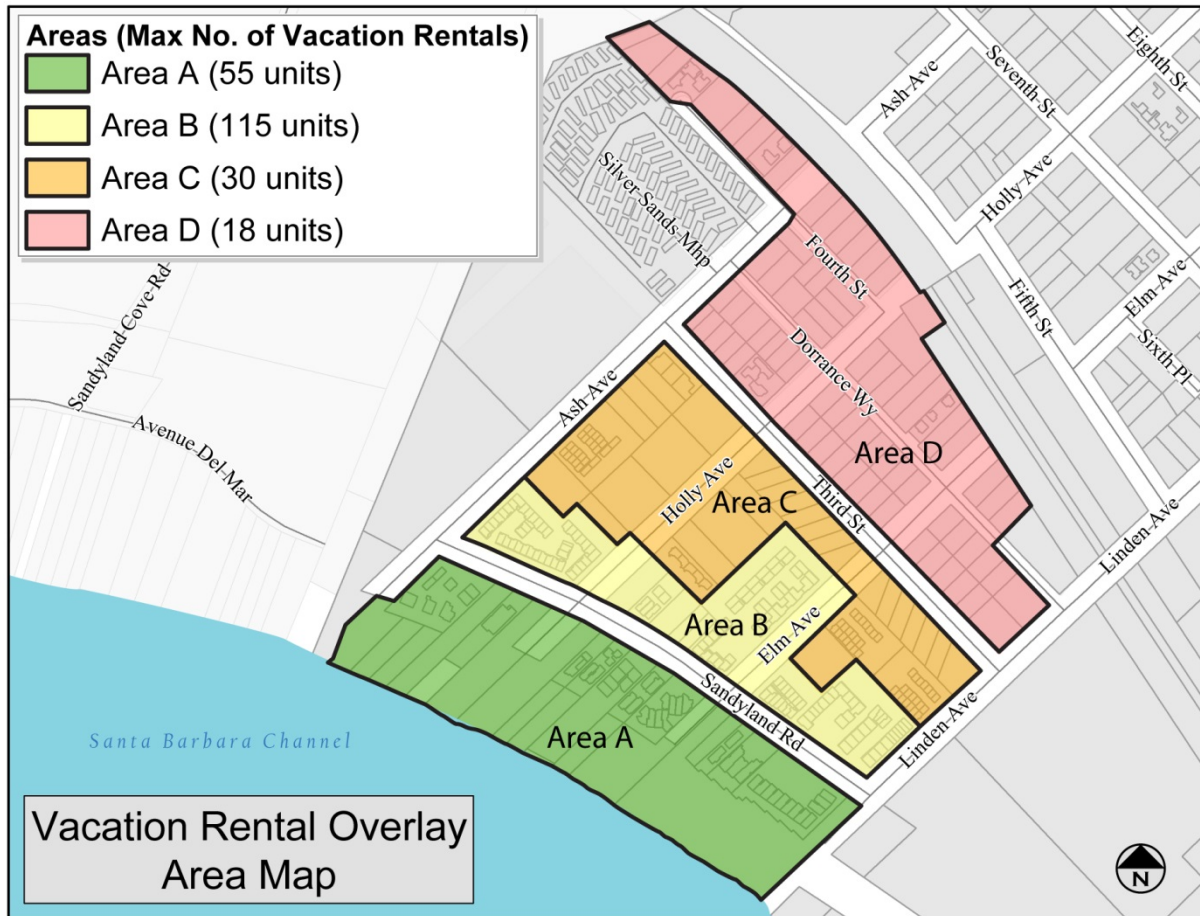 Areas (Max No. of Vacation Rentals)
Area A (55 units)
Area B (115 units)
Area C (30 units)
Area D (18 units)
Eighth-St
Seventh-St
Ash-Ave
Holly-Ave
Silver-Sands-Mhp
Fourth St
Elm-Ave
Fifth-St
Sixth-Pl
Sandyland-Cove-Rd
Dorrance Wy
Avenue-Del-Mar
Ash-Ave
Area D
Holly Ave
Area C
Third-St
Linden-Ave
Area B
Elm Ave
Sandyland-Rd
Linden-Ave
Area A
Santa Barbara Channel
Vacation Rental Overlay
Area Map
N